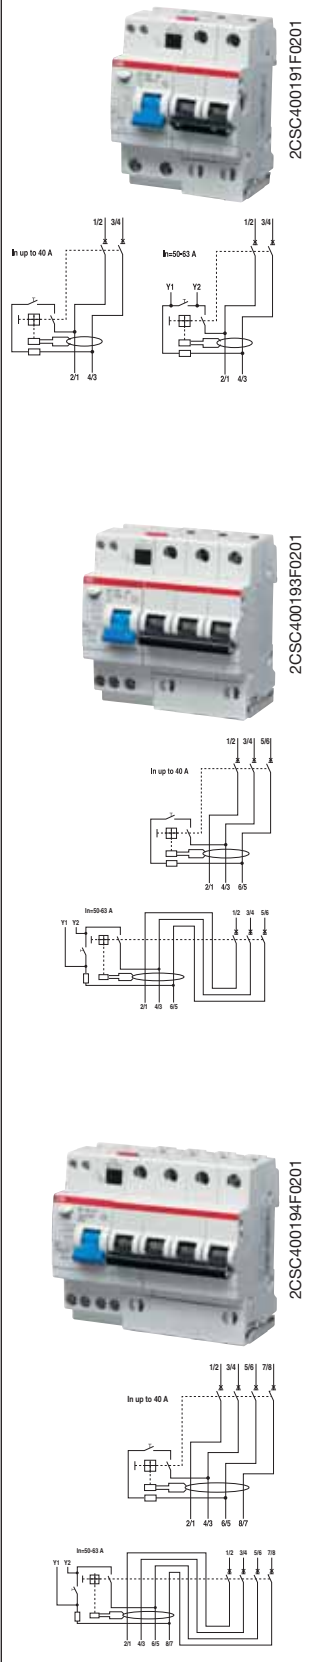 2CSC400191F0201
1/2 3/4
In up to 40 A
2/1 4/3
1/2 3/4
In=50-63 A
Y1 Y2
2/1 4/3
2CSC400193F0201
1/2 3/4 5/6
In up to 40 A
2/1 4/3 6/5
In=50-63 A
Y1 Y2
1/2 3/4 5/6
2/1 4/3 6/5
2CSC400194F0201
1/2 3/4 5/6 7/8
In up to 40 A
2/1 4/3 6/5 8/7
In=50-63 A
Y1 Y2
1/2 3/4 5/6 7/8
2/1 4/3 6/5 8/7